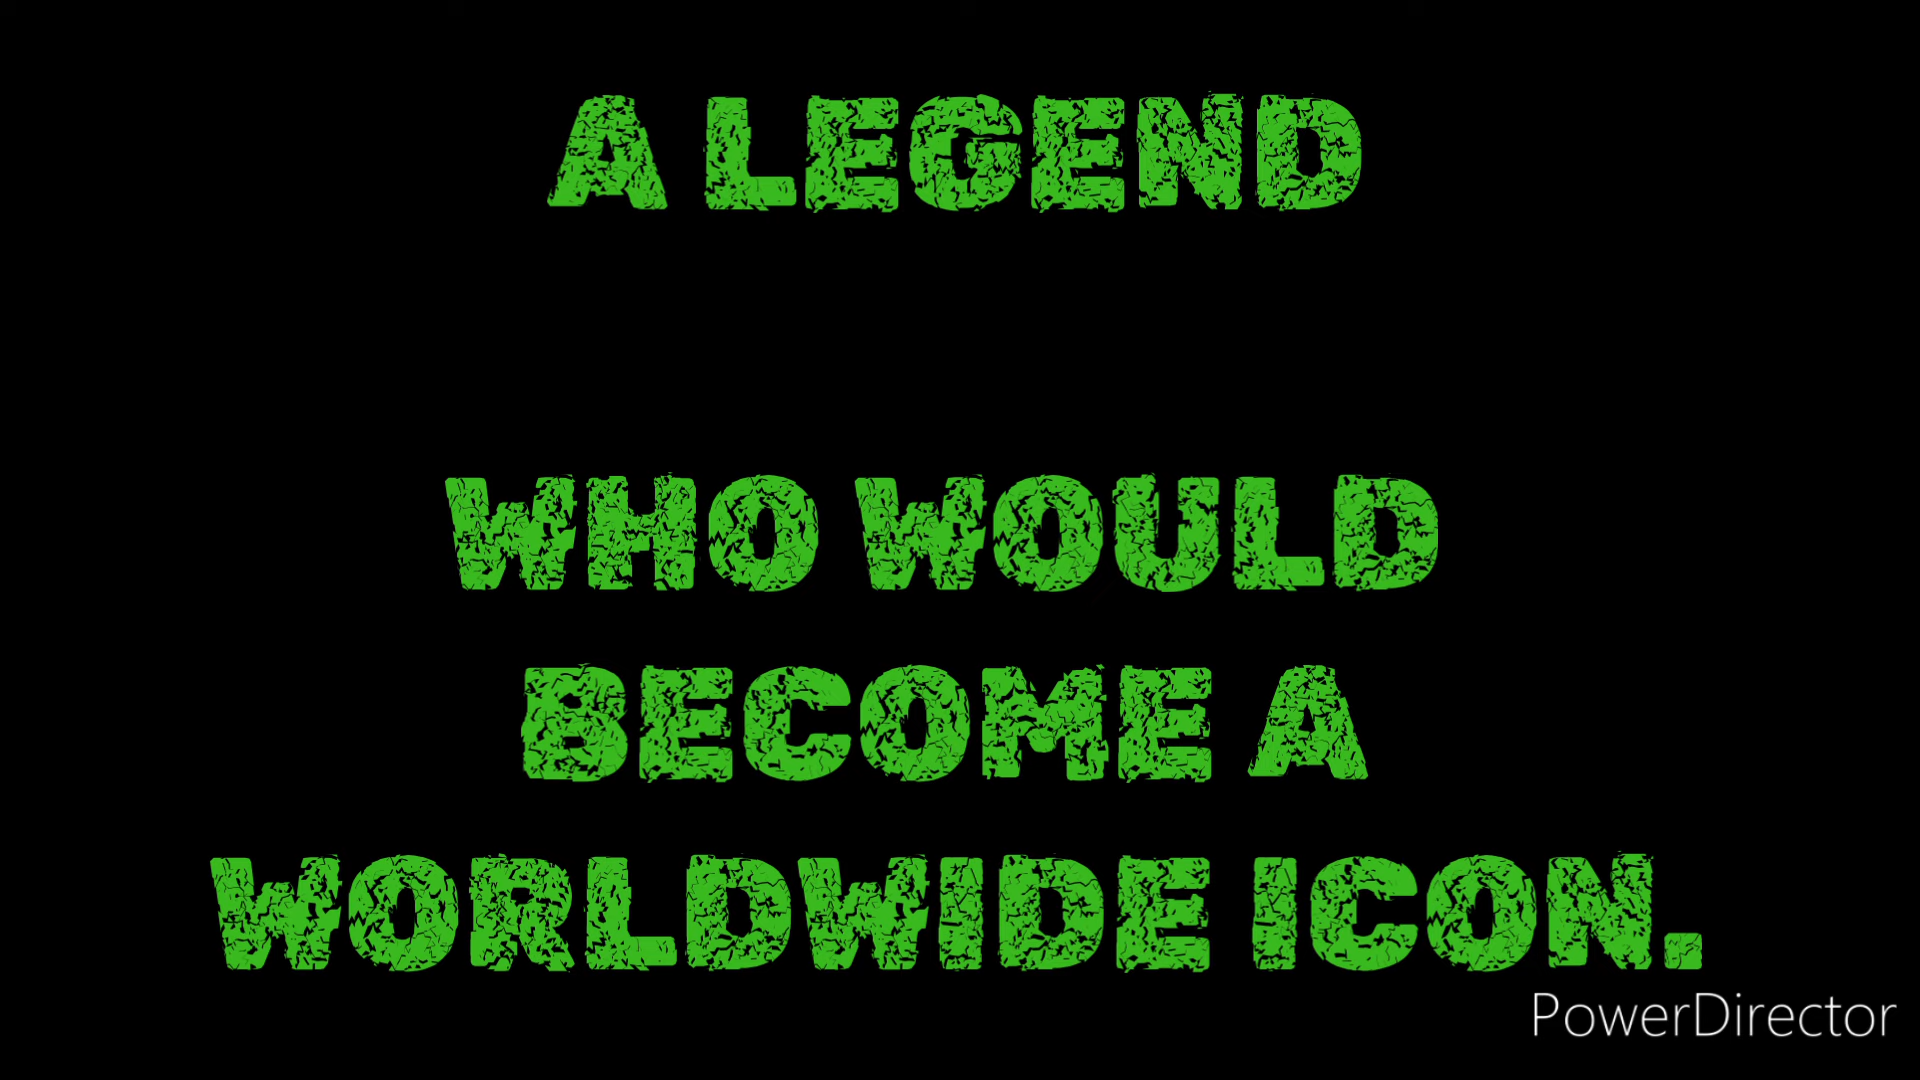 A LEGEND
WHO WOULD
BECOME A
WORLDWIDE ICON.
PowerDirector